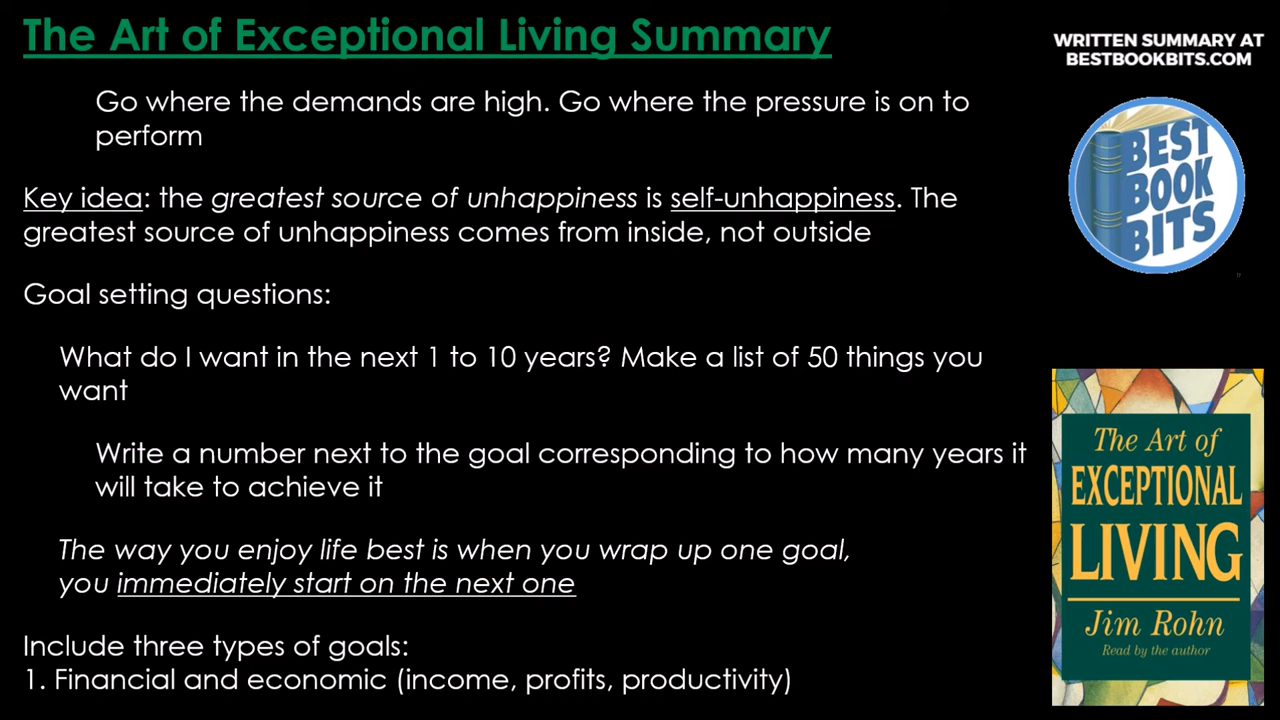 The Art of Exceptional Living Summary
WRITTEN SUMMARY AT
BESTBOOKBITS.COM
Go where the demands are high. Go where the pressure is on to
perform
BEST
BOOK
BITS
Key idea: the greatest source of unhappiness is self-unhappiness. The
greatest source of unhappiness comes from inside, not outside
Goal setting questions:
What do I want in the next 1 to 10 years? Make a list of 50 things you
want
Write a number next to the goal corresponding to how many years it
will take to achieve it
The way you enjoy life best is when you wrap up one goal,
you immediately start on the next one
Include three types of goals:
1. Financial and economic (income, profits, productivity)
The Art of
EXCEPTIONAL
LIVING
Jim Rohn
Read by the author